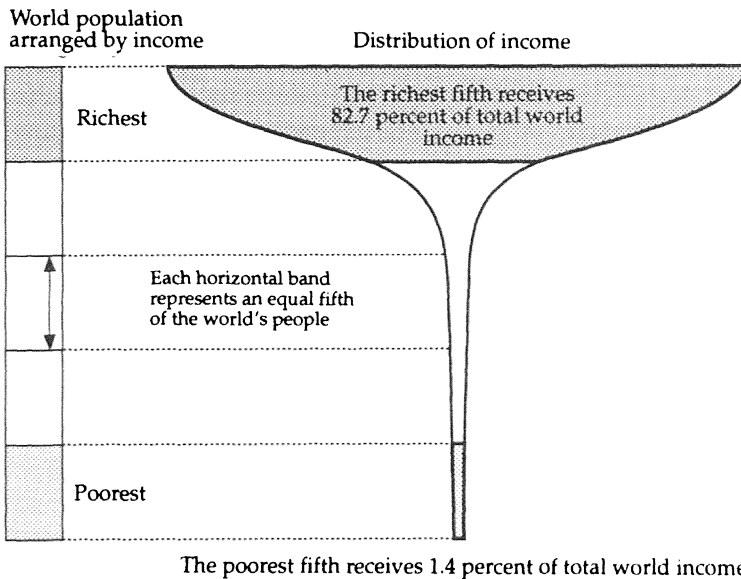 World population
arranged by income
Distribution of income
The richest fifth receives
82.7 percent of total world
income
Richest
Each horizontal band
represents an equal fifth
of the world's people
Poorest
The poorest fifth receives 1.4 percent of total world income